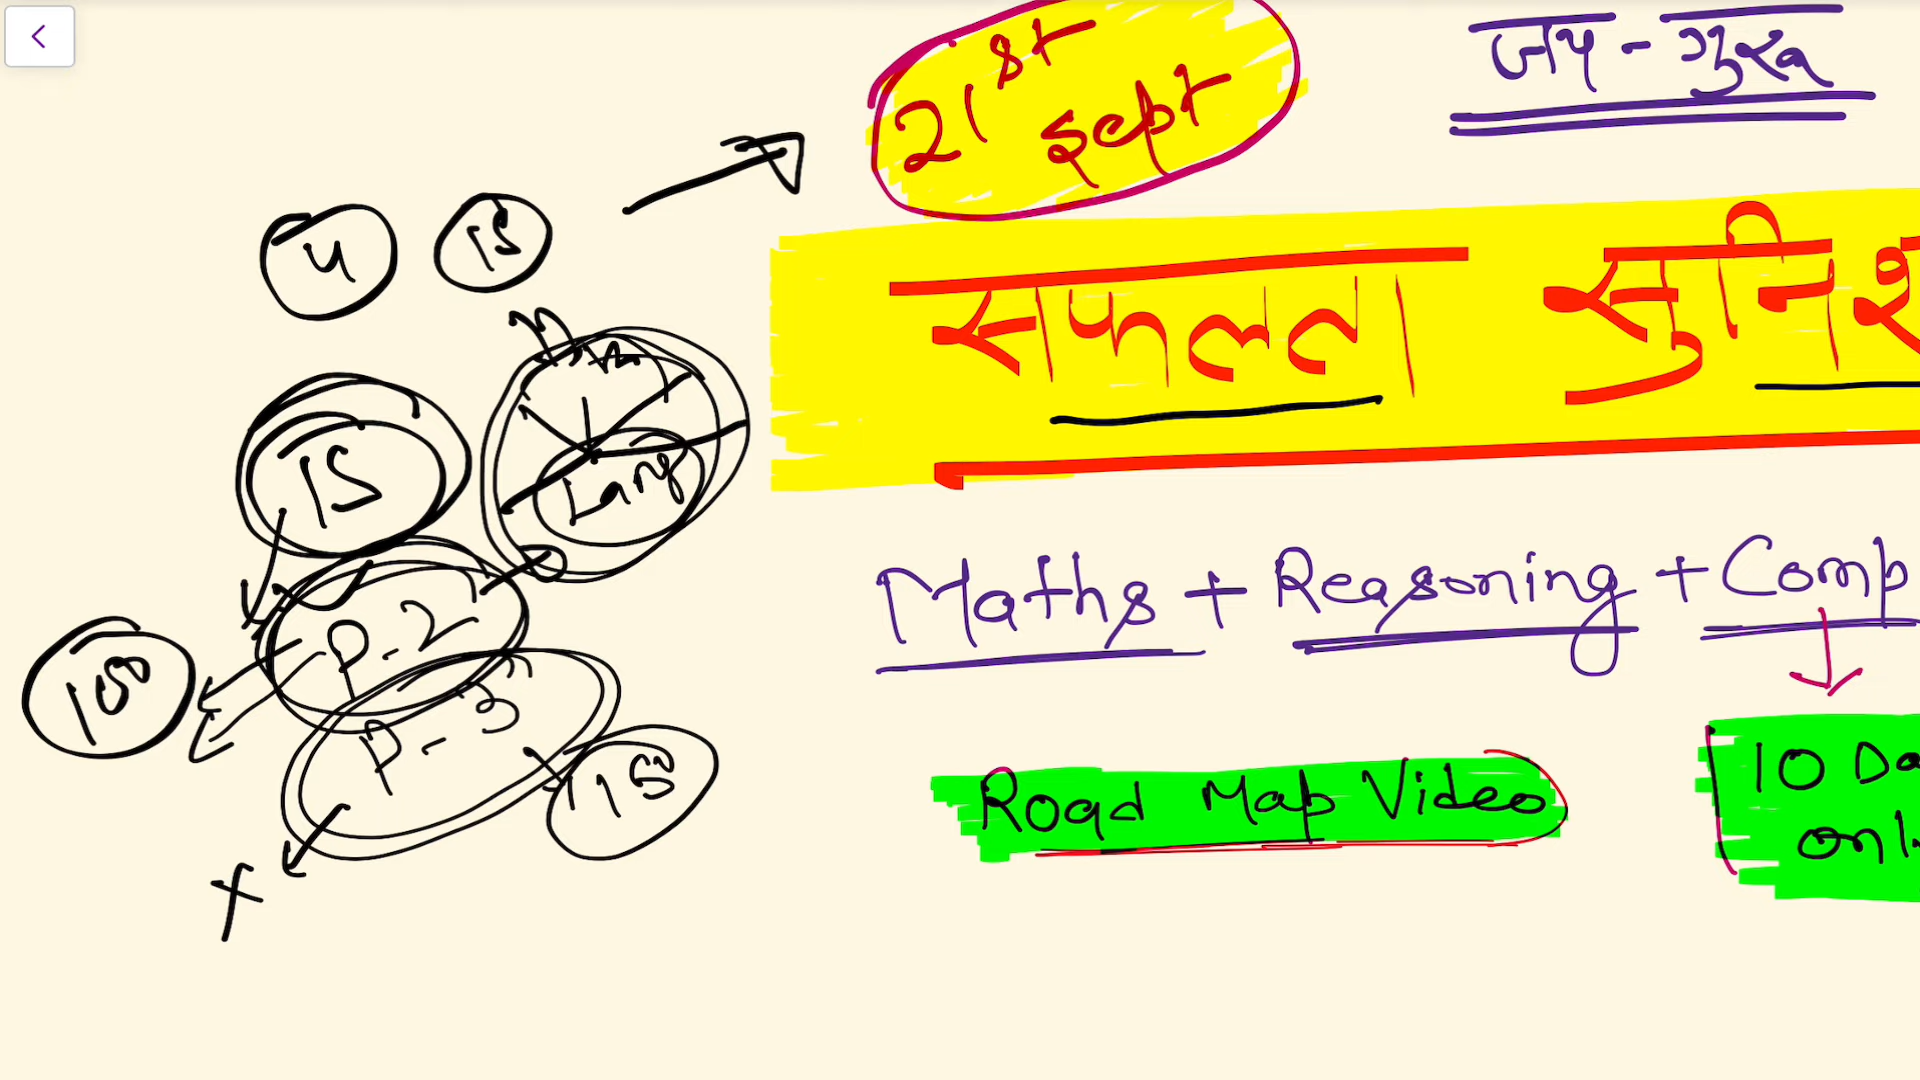 21st sept
जय - गुरू
सफलता सुनिश
Maths + Reasoning + Comp
Road Map Video
10 Da
onl
4
15
15
Lang
P-2
100
P-3
150
X